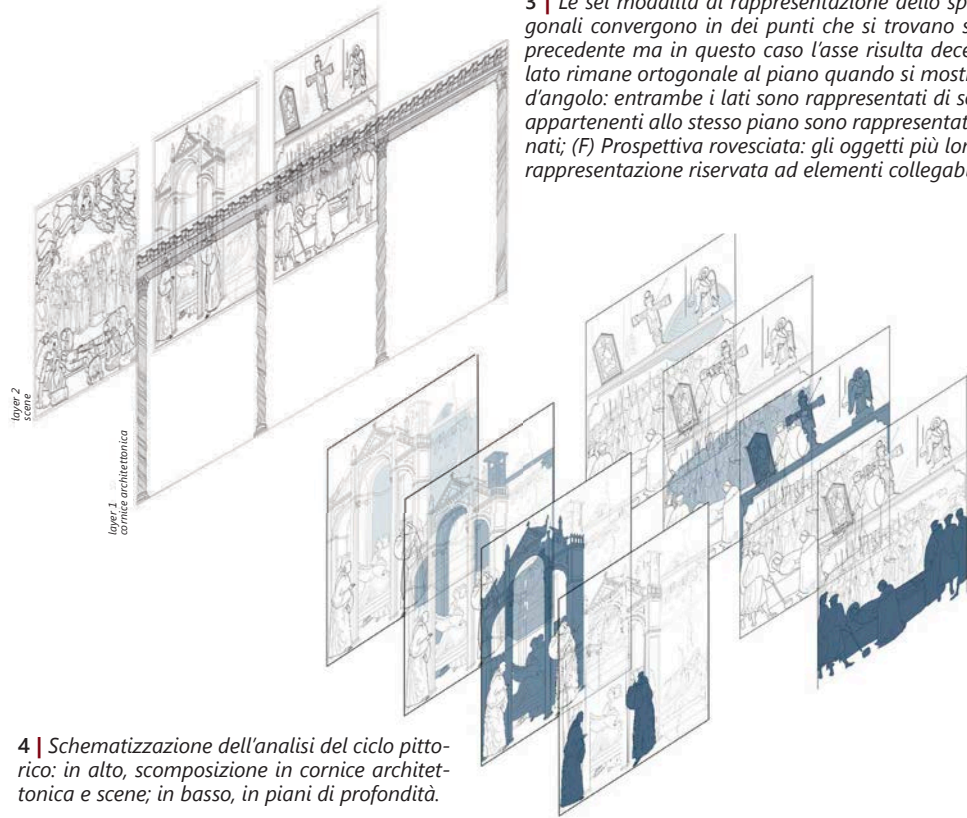 3 | Le sei modalità di rappresentazione dello sp
gonali convergono in dei punti che si trovano s
precedente ma in questo caso l'asse risulta dece
lato rimane ortogonale al piano quando si most
d'angolo: entrambe i lati sono rappresentati di s
appartenenti allo stesso piano sono rappresentat
nati; (F) Prospettiva rovesciata: gli oggetti più lo
rappresentazione riservata ad elementi collegab
layer 2
scene
layer 1
cornice architettonica
4 | Schematizzazione dell'analisi del ciclo pitto-
rico: in alto, scomposizione in cornice architet-
tonica e scene; in basso, in piani di profondità.